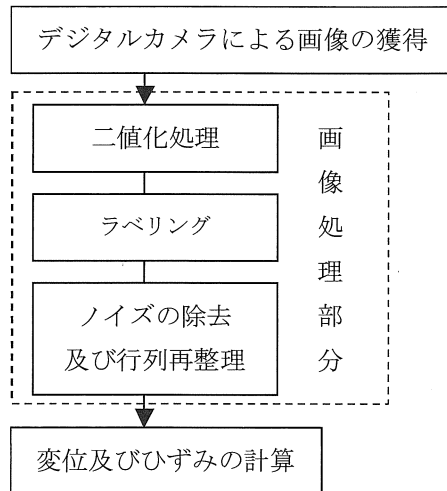 デジタルカメラによる画像の獲得
二値化処理
ラベリング
ノイズの除去
及び行列再整理
画像処理部分
変位及びひずみの計算